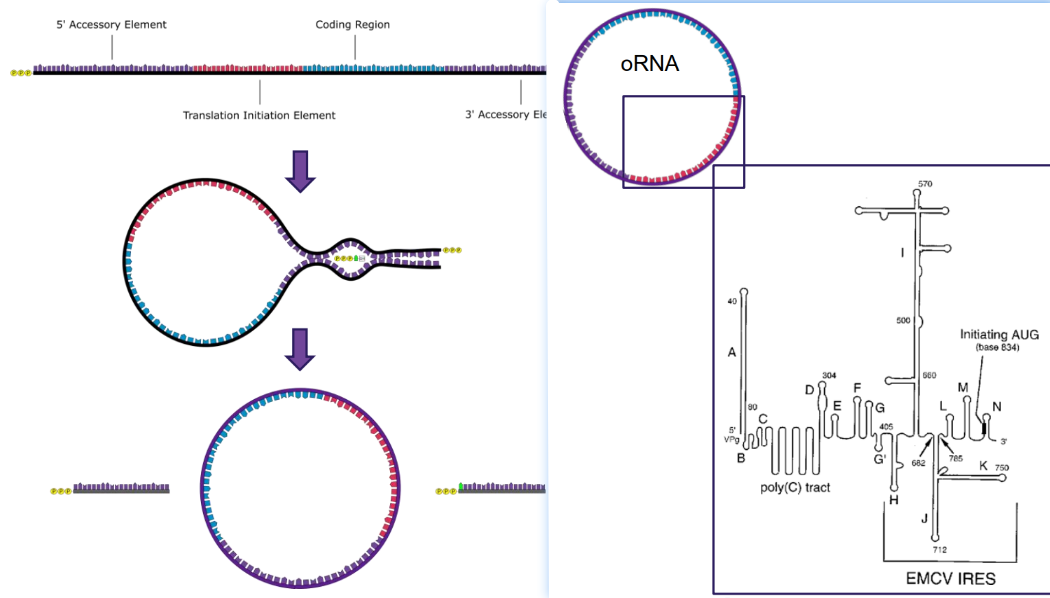 5' Accessory Element
Coding Region
PPP
Translation Initiation Element
3' Accessory Ele
PPP
PPP
PPP
PPP
oRNA
570
I
40
500
Initiating AUG
(base 834)
A
660
304
D
F
M
90
C
E
G
L
N
5'
VPg
405
3'
B
G'
682
785
K
750
poly(C) tract
H
J
712
EMCV IRES